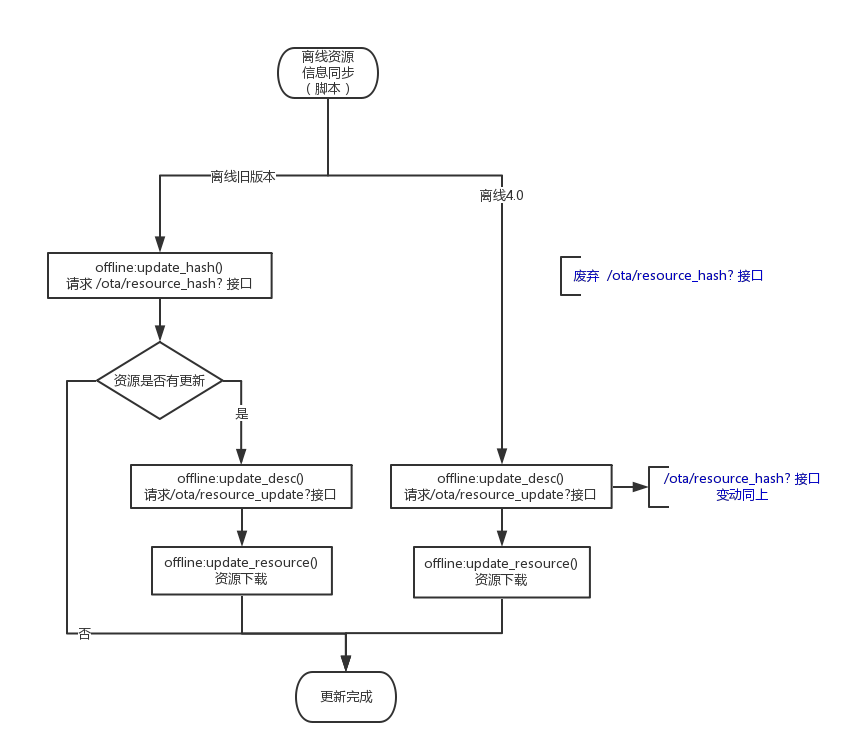 离线资源
信息同步
（脚本）
离线旧版本
离线4.0
offline:update_hash()
请求 /ota/resource_hash? 接口
废弃  /ota/resource_hash? 接口
资源是否有更新
是
offline:update_desc()
请求/ota/resource_update?接口
offline:update_desc()
请求/ota/resource_update?接口
/ota/resource_hash? 接口
变动同上
offline:update_resource()
资源下载
offline:update_resource()
资源下载
否
更新完成